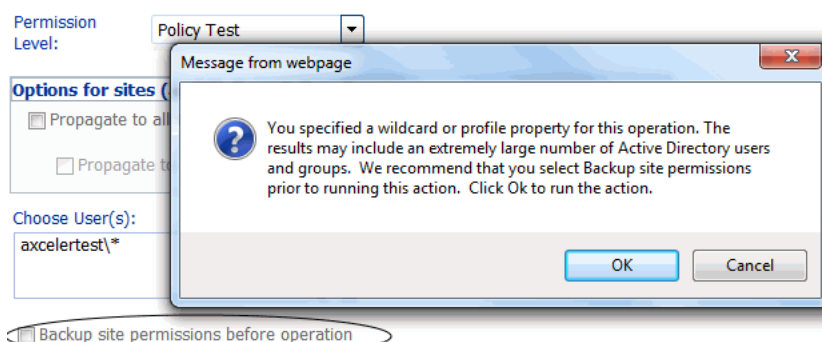 Permission
Level:
Policy Test
Message from webpage
Options for sites (
Propagate to all
Propagate to
You specified a wildcard or profile property for this operation. The
results may include an extremely large number of Active Directory users
and groups. We recommend that you select Backup site permissions
prior to running this action. Click Ok to run the action.
Choose User(s):
axcelertest\*
OK
Cancel
Backup site permissions before operation